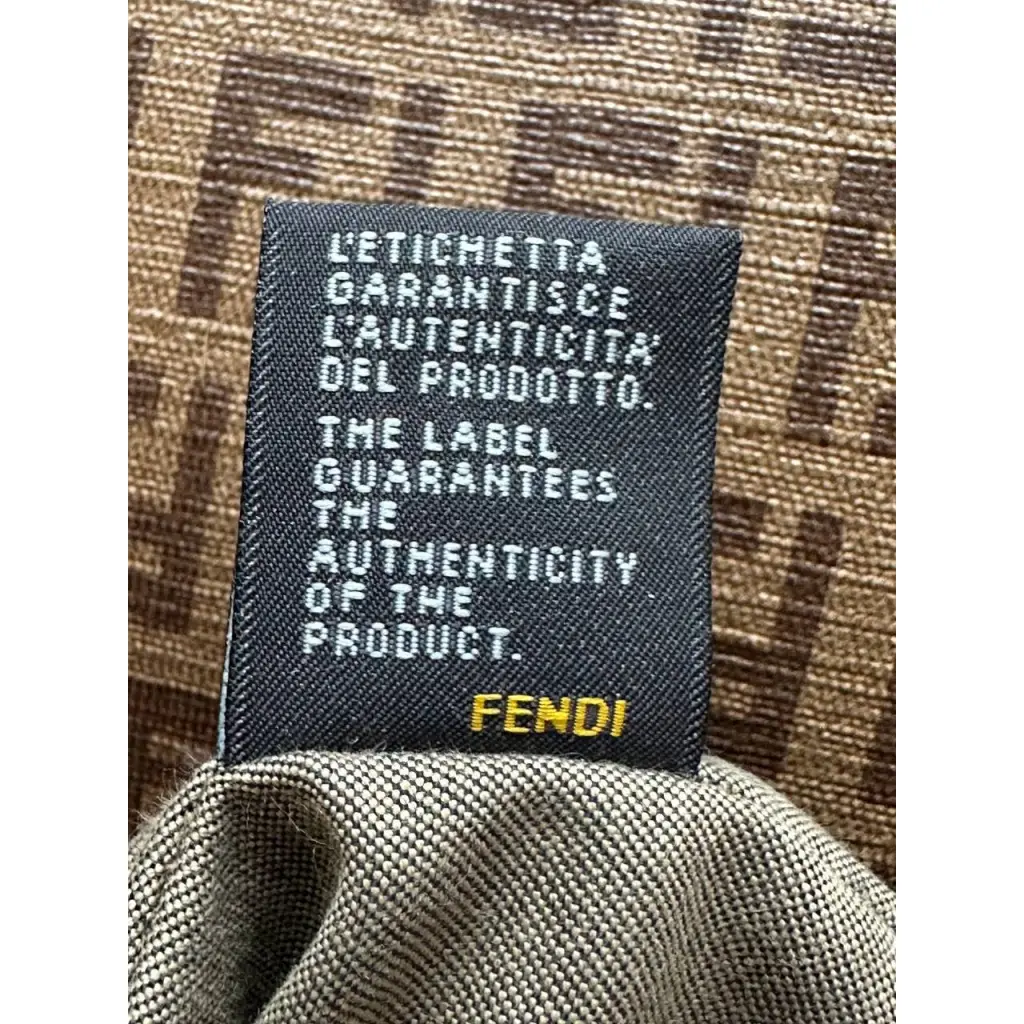 L'ETICHETTA
GARANTISCE
L'AUTENTICITA'
DEL PRODOTTO.
THE LABEL
GUARANTEES
THE
AUTHENTICITY
OF THE
PRODUCT.
FENDI